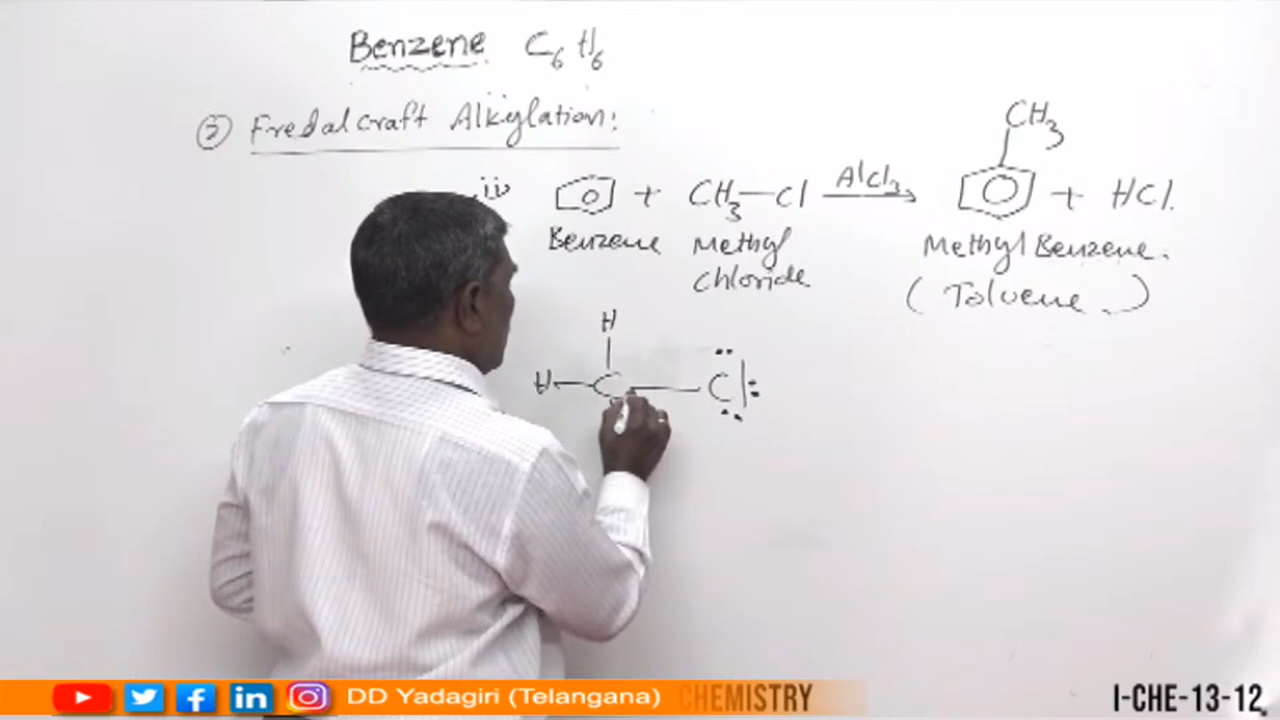 Benzene C6H6
③ Fredalcraft Alkylation:
ii) + CH3—Cl AlCl3 CH3 + HCl.
Benzene Methyl Chloride Methyl Benzene.
(Toluene)
H
H—C—Cl
DD Yadagiri (Telangana) CHEMISTRY
I-CHE-13-12